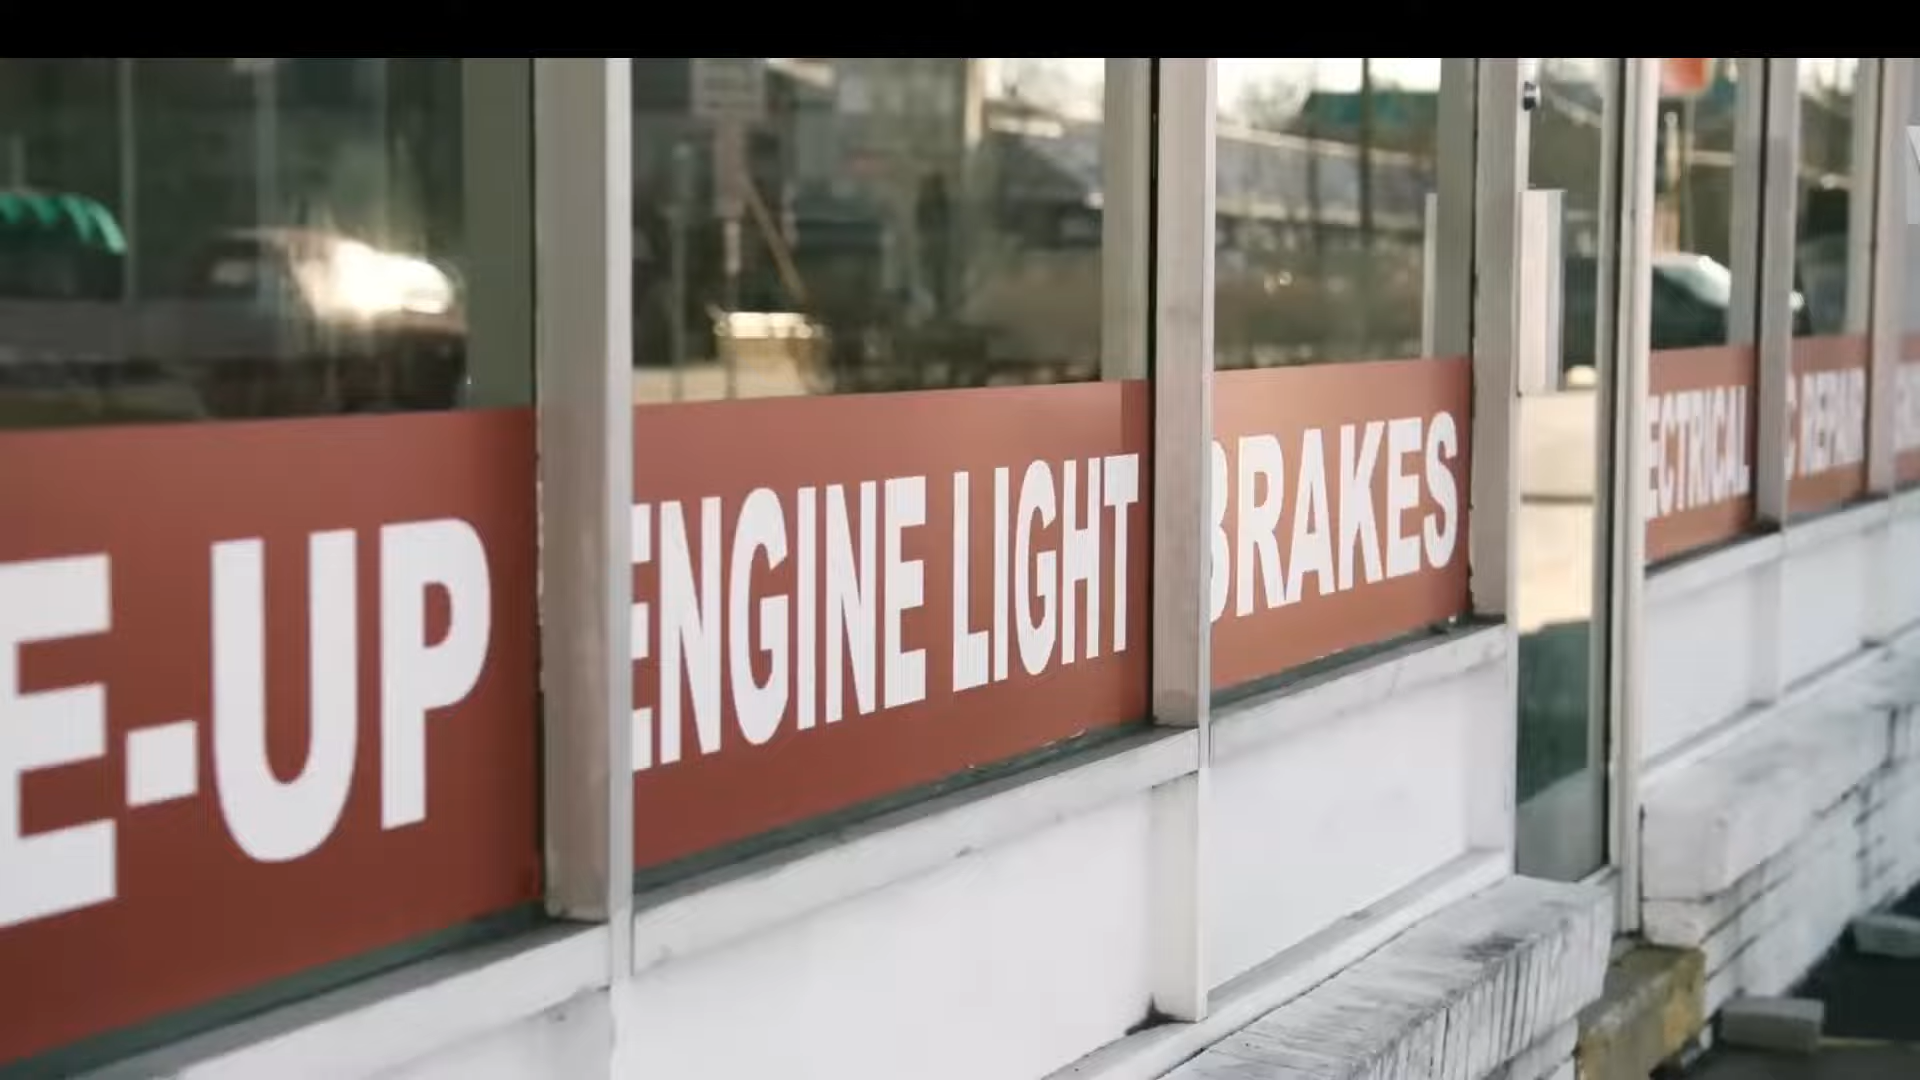 E-UP
ENGINE LIGHT
BRAKES
ECTRICAL
C REPAIR